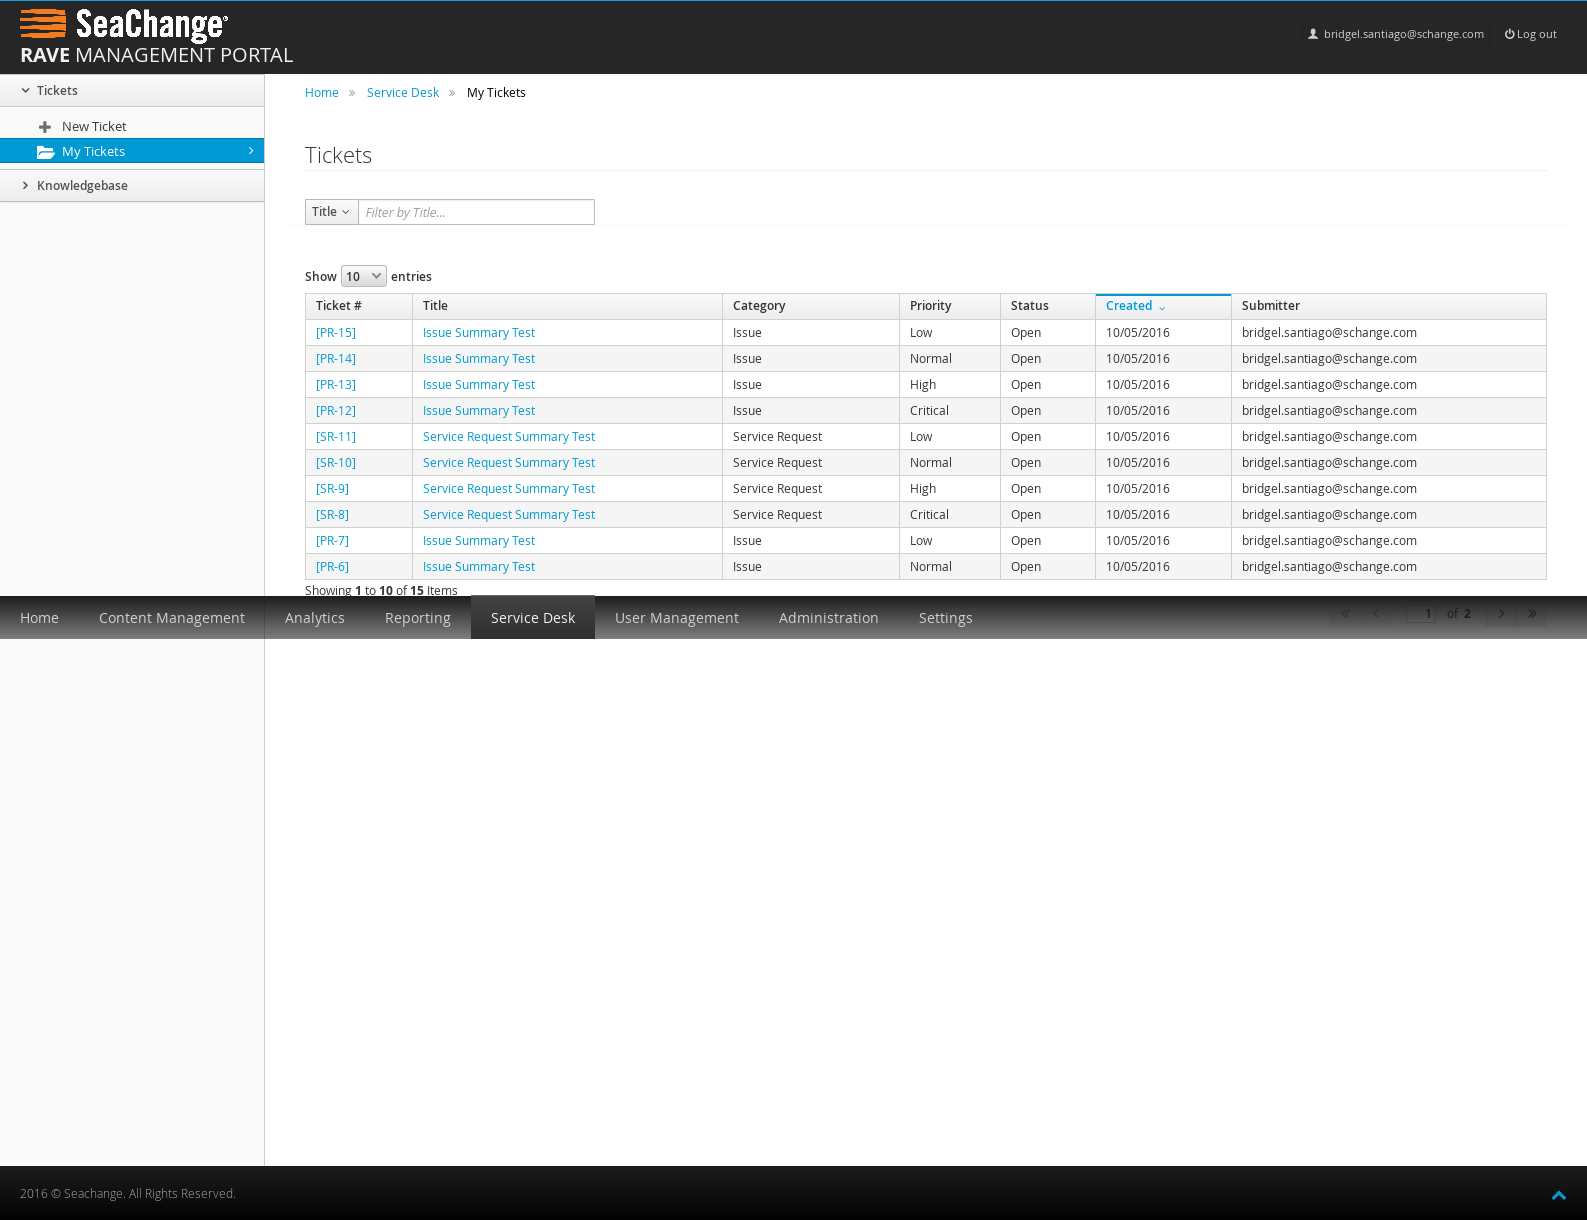 SeaChange®
RAVE MANAGEMENT PORTAL
bridgel.santiago@schange.com Log out
Tickets
New Ticket
My Tickets
Knowledgebase
Home » Service Desk » My Tickets
Tickets
Title Filter by Title...
Show 10 entries
Ticket # Title Category Priority Status Created Submitter
[PR-15] Issue Summary Test Issue Low Open 10/05/2016 bridgel.santiago@schange.com
[PR-14] Issue Summary Test Issue Normal Open 10/05/2016 bridgel.santiago@schange.com
[PR-13] Issue Summary Test Issue High Open 10/05/2016 bridgel.santiago@schange.com
[PR-12] Issue Summary Test Issue Critical Open 10/05/2016 bridgel.santiago@schange.com
[SR-11] Service Request Summary Test Service Request Low Open 10/05/2016 bridgel.santiago@schange.com
[SR-10] Service Request Summary Test Service Request Normal Open 10/05/2016 bridgel.santiago@schange.com
[SR-9] Service Request Summary Test Service Request High Open 10/05/2016 bridgel.santiago@schange.com
[SR-8] Service Request Summary Test Service Request Critical Open 10/05/2016 bridgel.santiago@schange.com
[PR-7] Issue Summary Test Issue Low Open 10/05/2016 bridgel.santiago@schange.com
[PR-6] Issue Summary Test Issue Normal Open 10/05/2016 bridgel.santiago@schange.com
Showing 1 to 10 of 15 Items
« ‹ 1 of 2 › »
Home Content Management Analytics Reporting Service Desk User Management Administration Settings
2016 © Seachange. All Rights Reserved.